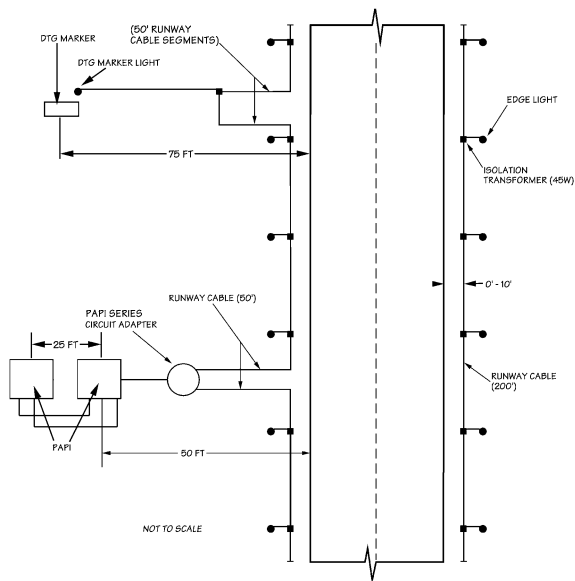 (50' RUNWAY
CABLE SEGMENTS)
DTG MARKER
DTG MARKER LIGHT
EDGE LIGHT
75 FT
ISOLATION
TRANSFORMER (45W)
0' - 10'
RUNWAY CABLE (50')
PAPI SERIES
CIRCUIT ADAPTER
25 FT
RUNWAY CABLE
(200')
PAPI
50 FT
NOT TO SCALE